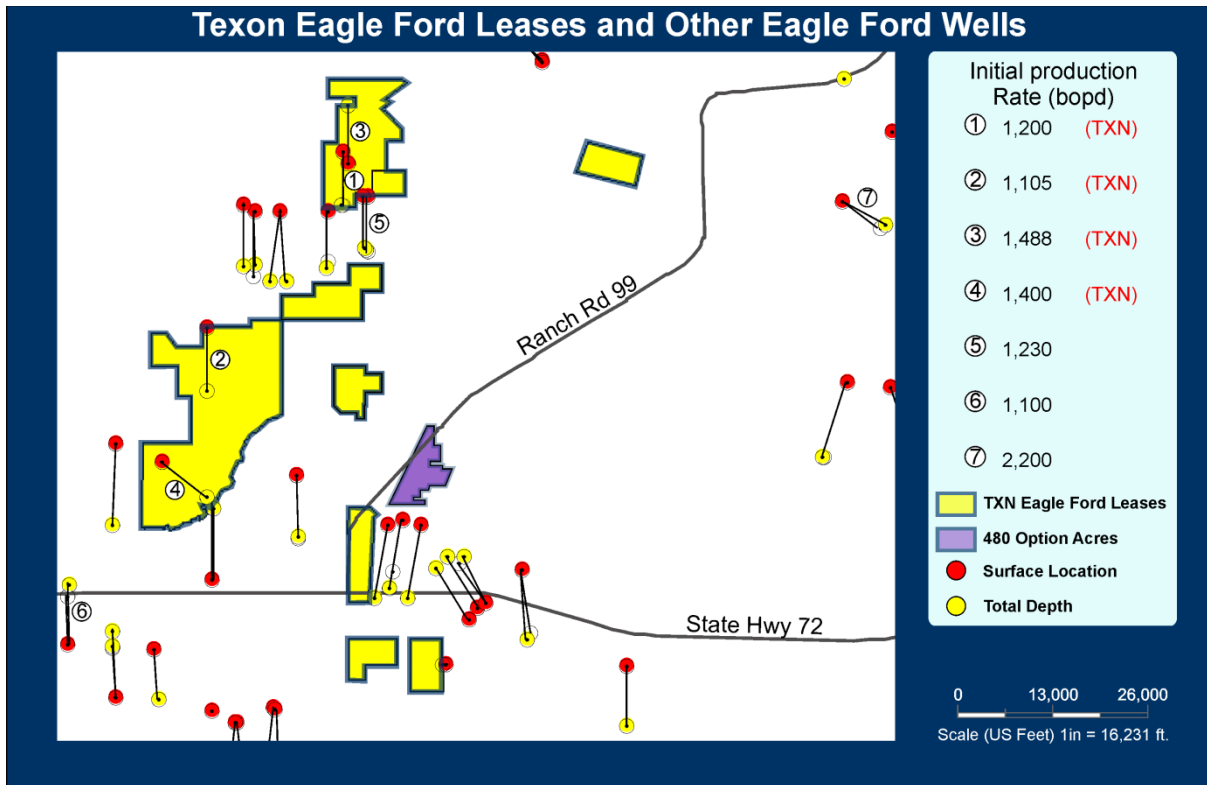 Texon Eagle Ford Leases and Other Eagle Ford Wells
Initial production
Rate (bopd)
1 1,200 (TXN)
2 1,105 (TXN)
3 1,488 (TXN)
4 1,400 (TXN)
5 1,230
6 1,100
7 2,200
TXN Eagle Ford Leases
480 Option Acres
Surface Location
Total Depth
0 13,000 26,000
Scale (US Feet) 1in = 16,231 ft.
3
1
5
7
2
4
6
Ranch Rd 99
State Hwy 72